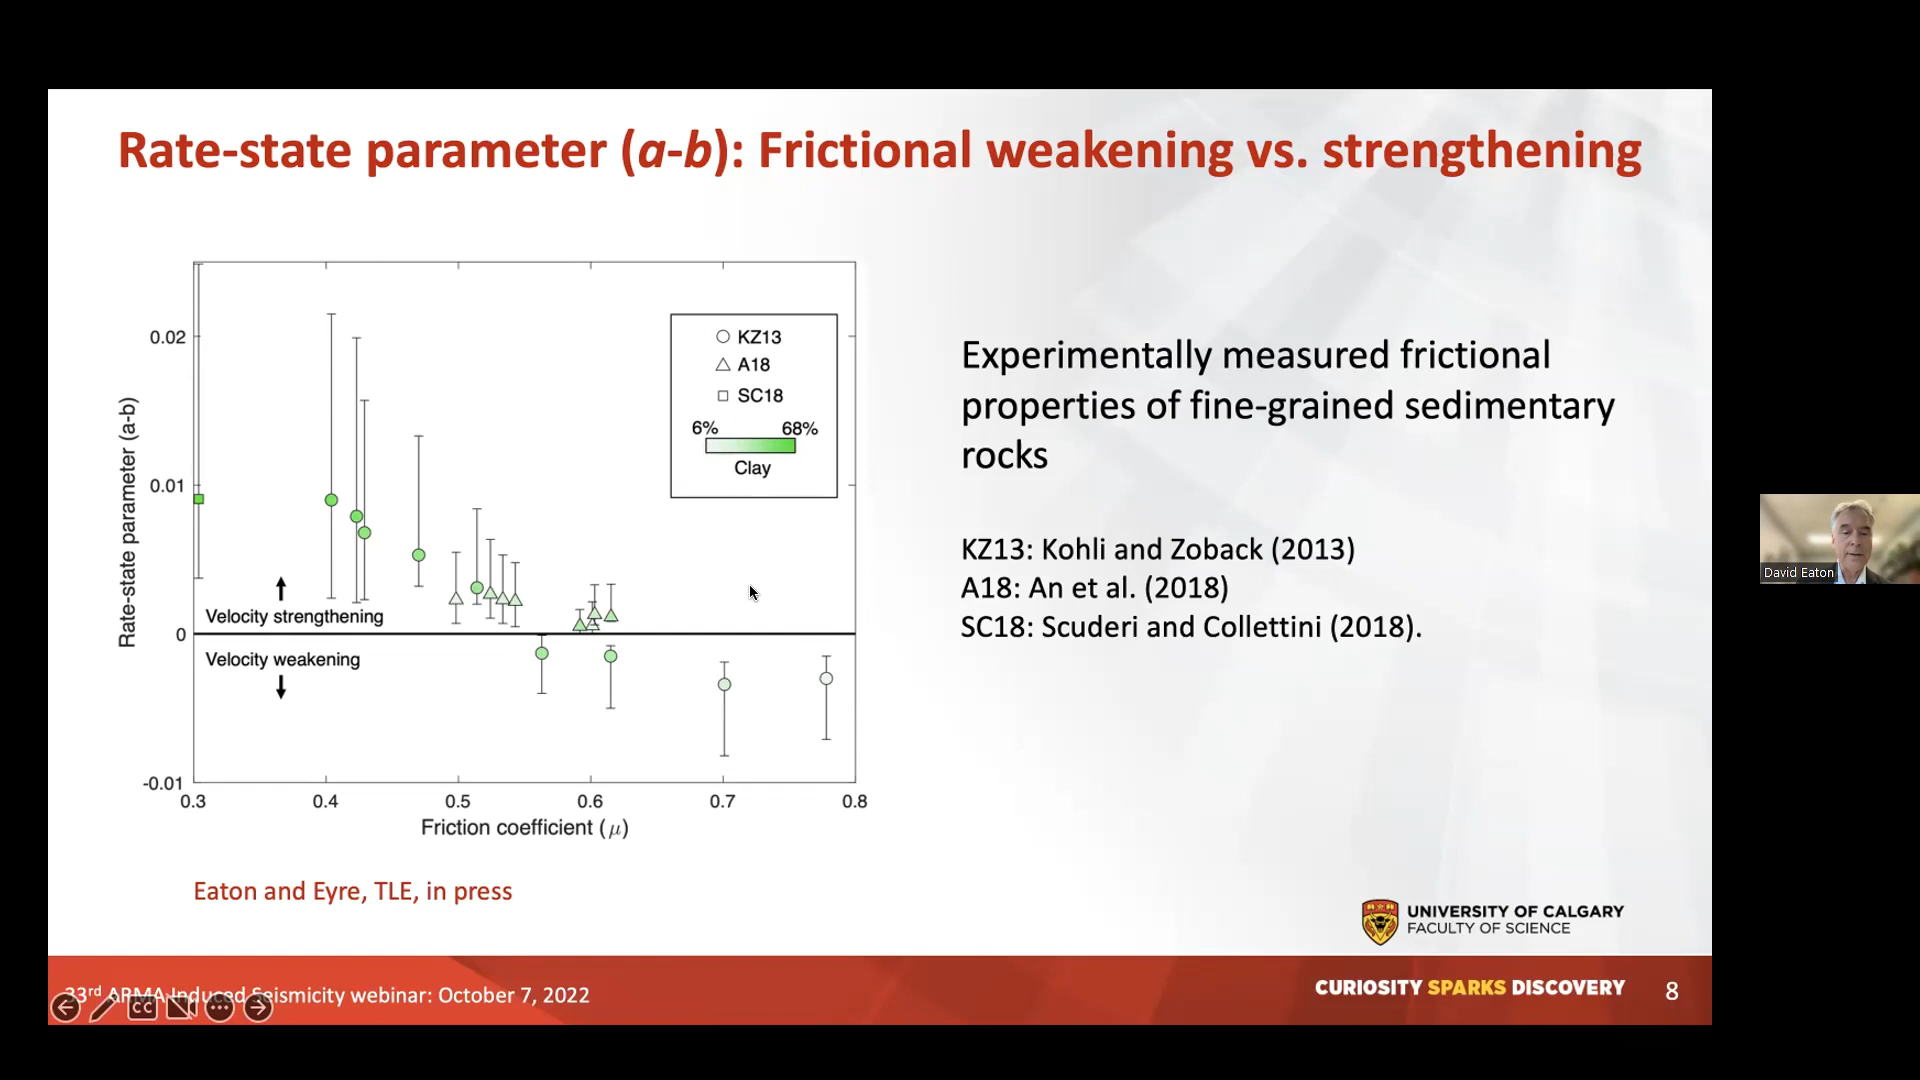 Rate-state parameter (a-b): Frictional weakening vs. strengthening
0.02
0.01
0
-0.01
Rate-state parameter (a-b)
KZ13
A18
SC18
6% 68%
Clay
Velocity strengthening
Velocity weakening
0.3 0.4 0.5 0.6 0.7 0.8
Friction coefficient (μ)
Experimentally measured frictional
properties of fine-grained sedimentary
rocks
KZ13: Kohli and Zoback (2013)
A18: An et al. (2018)
SC18: Scuderi and Collettini (2018).
David Eaton
Eaton and Eyre, TLE, in press
UNIVERSITY OF CALGARY
FACULTY OF SCIENCE
33rd ARMA Induced Seismicity webinar: October 7, 2022
CC
CURIOSITY SPARKS DISCOVERY
8